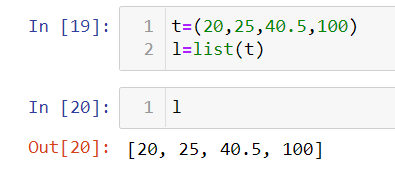 In [19]: 1 t=(20,25,40.5,100)
2 l=list(t)
In [20]: 1 l
Out[20]: [20, 25, 40.5, 100]